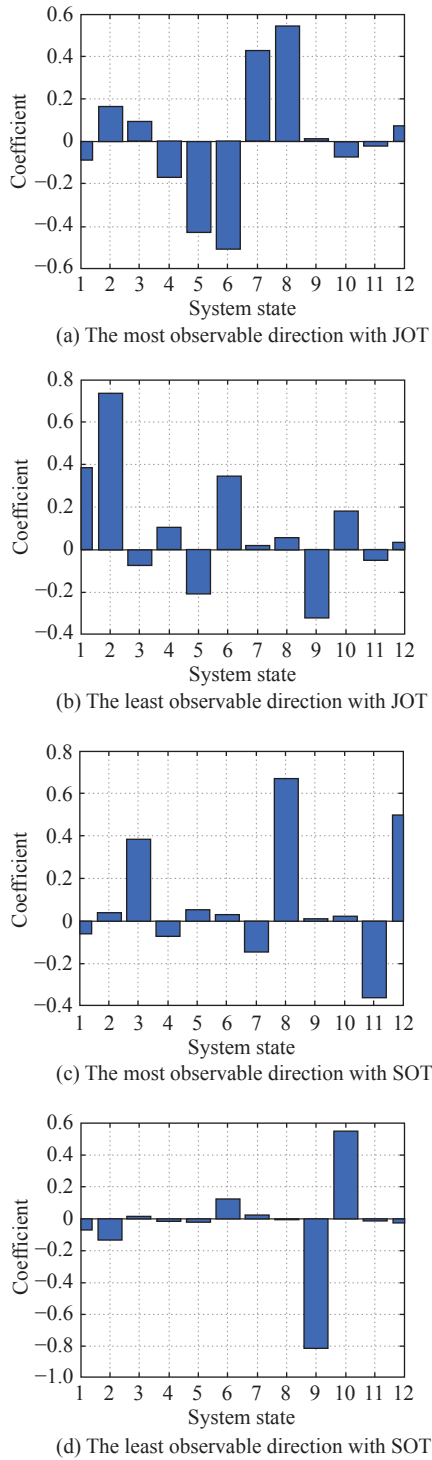 0.6
0.4
0.2
0
−0.2
−0.4
−0.6
Coefficient
1 2 3 4 5 6 7 8 9 10 11 12
System state
(a) The most observable direction with JOT
0.8
0.6
0.4
0.2
0
−0.2
−0.4
Coefficient
1 2 3 4 5 6 7 8 9 10 11 12
System state
(b) The least observable direction with JOT
0.8
0.6
0.4
0.2
0
−0.2
−0.4
Coefficient
1 2 3 4 5 6 7 8 9 10 11 12
System state
(c) The most observable direction with SOT
0.6
0.4
0.2
0
−0.2
−0.4
−0.6
−0.8
−1.0
Coefficient
1 2 3 4 5 6 7 8 9 10 11 12
System state
(d) The least observable direction with SOT